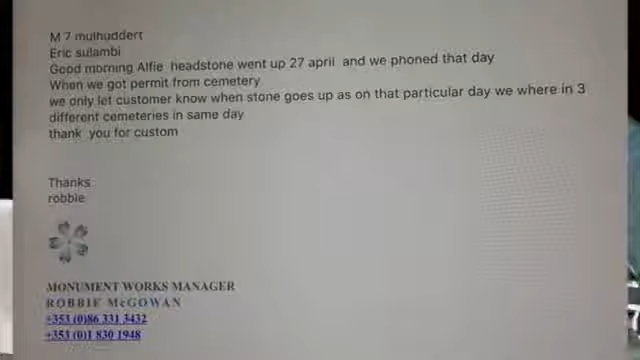 M 7 mulhuddert
Eric sulambi
Good morning Alfie headstone went up 27 april and we phoned that day
When we got permit from cemetery
we only let customer know when stone goes up as on that particular day we where in 3
different cemeteries in same day
thank you for custom
Thanks
robbie
MONUMENT WORKS MANAGER
ROBBIE McGOWAN
+353 (0)86 331 3432
+353 (0)1 830 1948